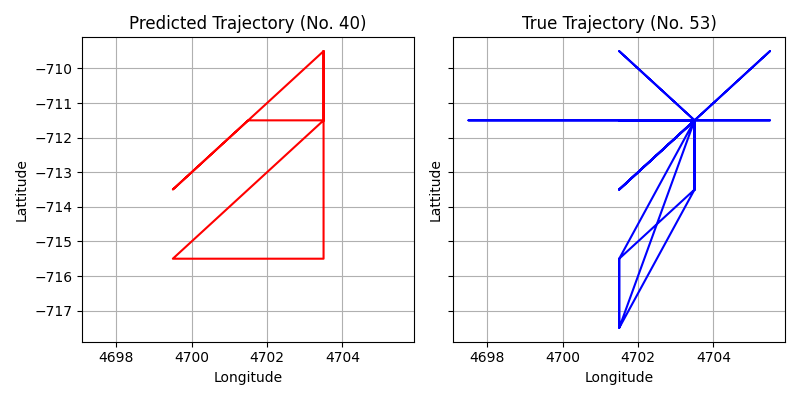 Predicted Trajectory (No. 40)
Lattitude
−710
−711
−712
−713
−714
−715
−716
−717
4698
4700
4702
4704
Longitude
True Trajectory (No. 53)
Lattitude
4698
4700
4702
4704
Longitude